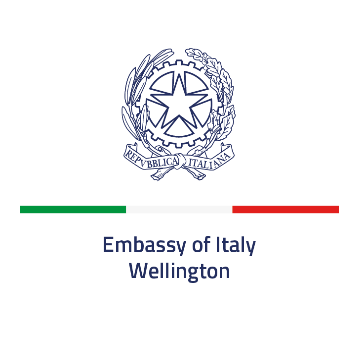 REPVBBLICA ITALIANA
Embassy of Italy
Wellington